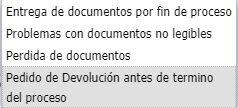 Entrega de documentos por fin de proceso
Problemas con documentos no legibles
Perdida de documentos
Pedido de Devolución antes de termino
del proceso